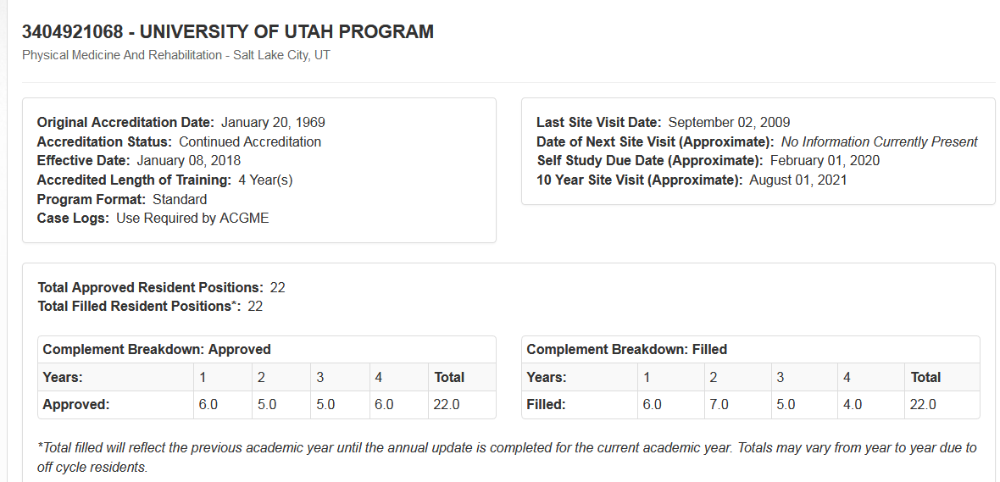 3404921068 - UNIVERSITY OF UTAH PROGRAM
Physical Medicine And Rehabilitation - Salt Lake City, UT
Original Accreditation Date: January 20, 1969
Accreditation Status: Continued Accreditation
Effective Date: January 08, 2018
Accredited Length of Training: 4 Year(s)
Program Format: Standard
Case Logs: Use Required by ACGME
Last Site Visit Date: September 02, 2009
Date of Next Site Visit (Approximate): No Information Currently Present
Self Study Due Date (Approximate): February 01, 2020
10 Year Site Visit (Approximate): August 01, 2021
Total Approved Resident Positions: 22
Total Filled Resident Positions*: 22
Complement Breakdown: Approved
Years: 1 2 3 4 Total
Approved: 6.0 5.0 5.0 6.0 22.0
Complement Breakdown: Filled
Years: 1 2 3 4 Total
Filled: 6.0 7.0 5.0 4.0 22.0
*Total filled will reflect the previous academic year until the annual update is completed for the current academic year. Totals may vary from year to year due to
off cycle residents.